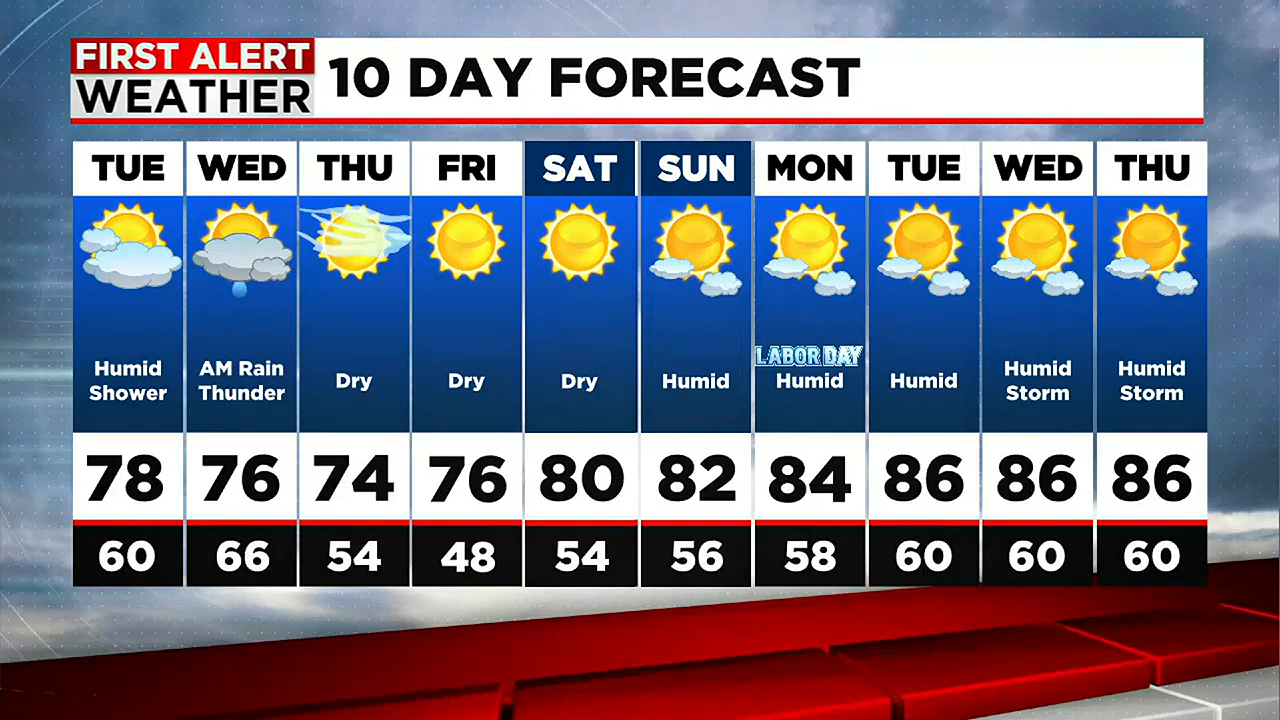 FIRST ALERT
WEATHER
10 DAY FORECAST
TUE WED THU FRI SAT SUN MON TUE WED THU
LABOR DAY
Humid Shower AM Rain Thunder Dry Dry Dry Humid Humid Humid Humid Storm Humid Storm
78 76 74 76 80 82 84 86 86 86
60 66 54 48 54 56 58 60 60 60